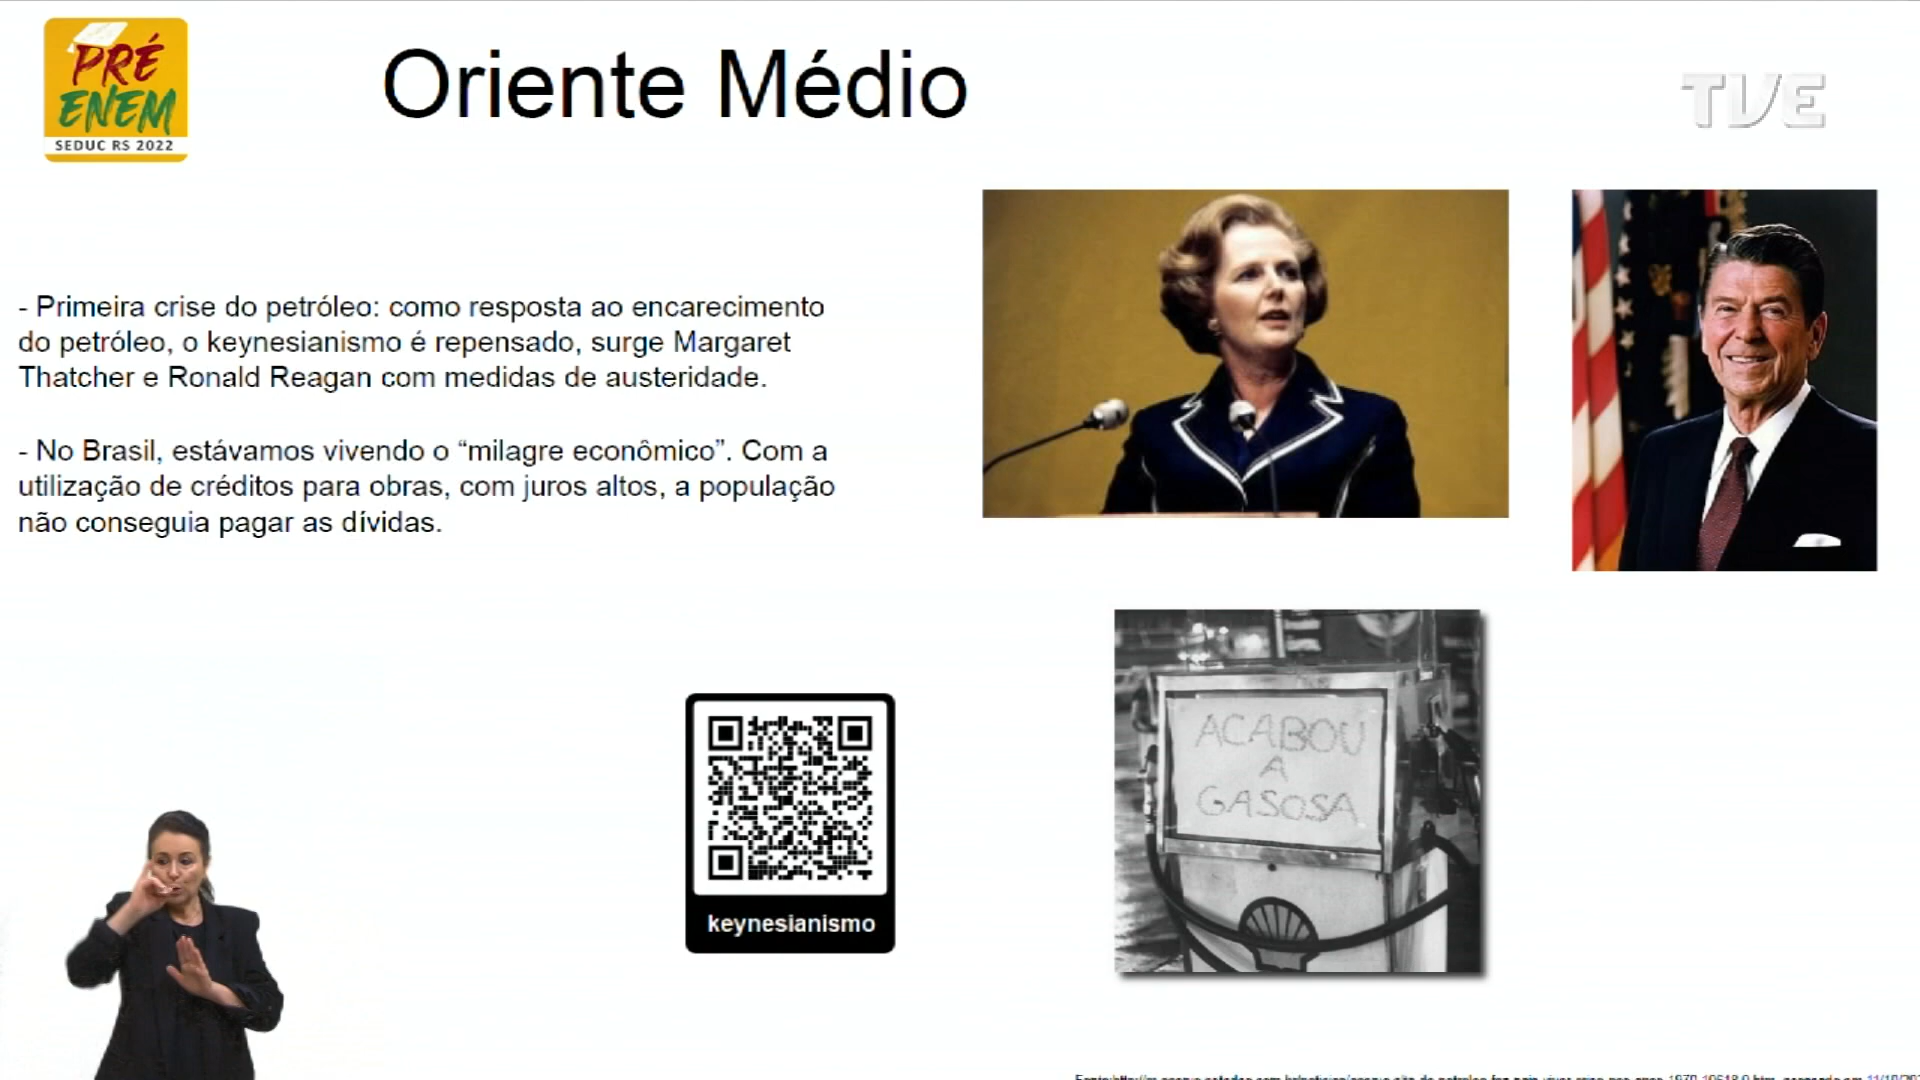 PRÉ
ENEM
SEDUC RS 2022
Oriente Médio
TVE
- Primeira crise do petróleo: como resposta ao encarecimento
do petróleo, o keynesianismo é repensado, surge Margaret
Thatcher e Ronald Reagan com medidas de austeridade.
- No Brasil, estávamos vivendo o “milagre econômico”. Com a
utilização de créditos para obras, com juros altos, a população
não conseguia pagar as dívidas.
ACABOU
A
GASOSA
keynesianismo